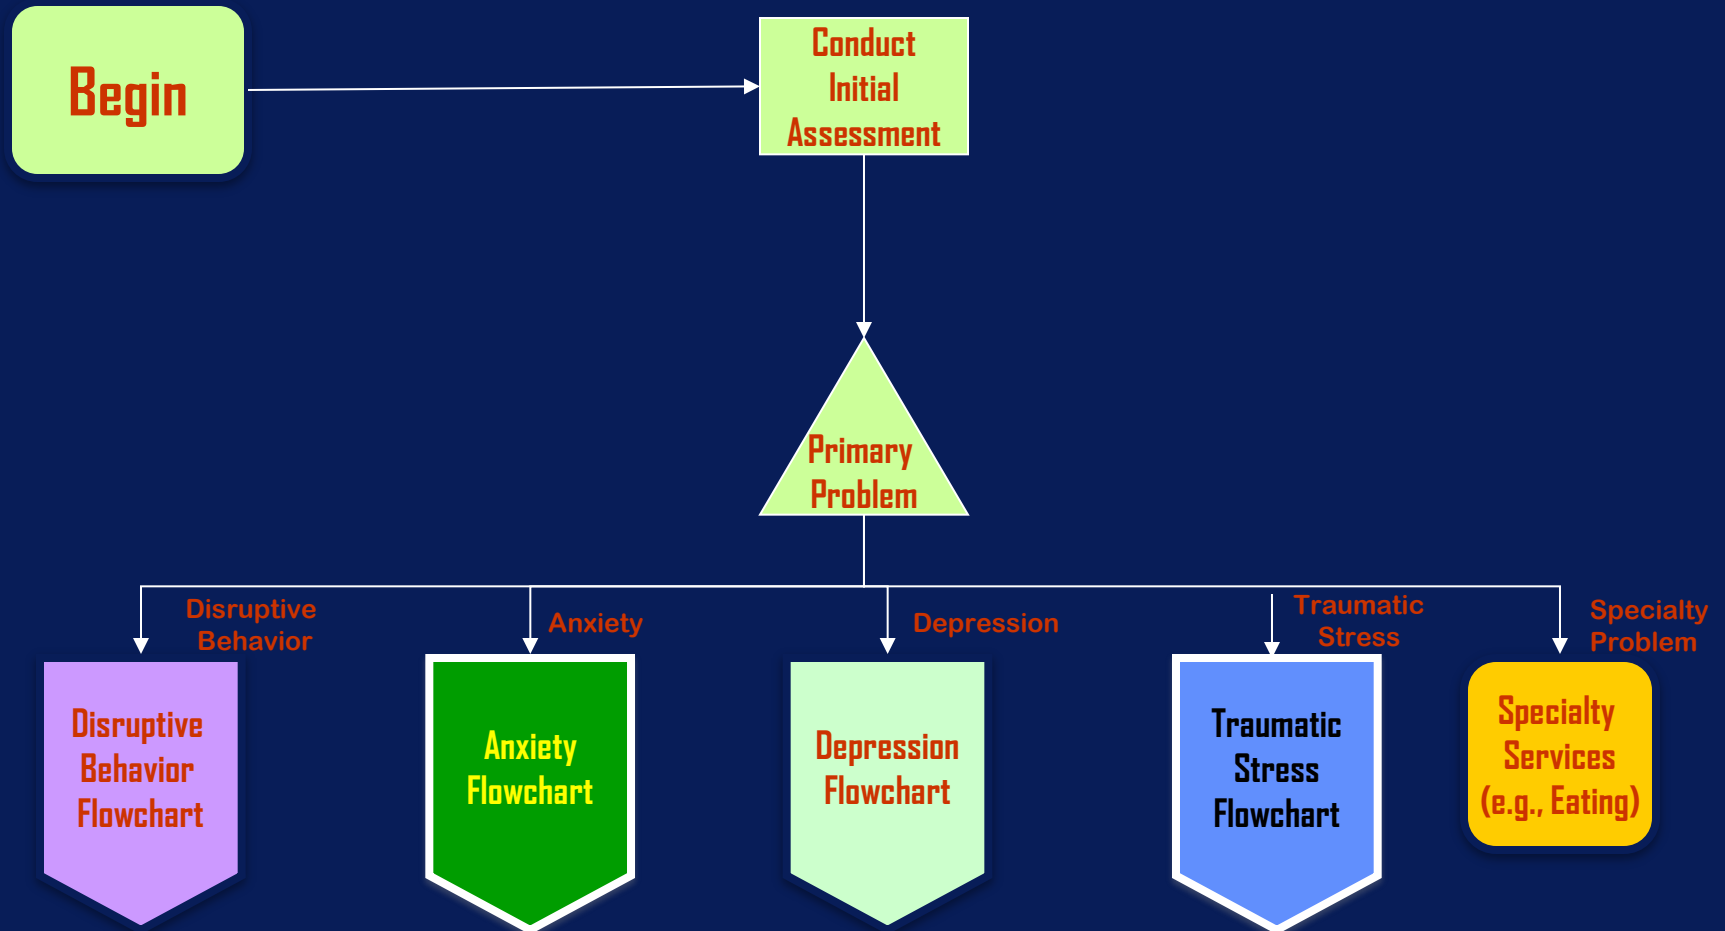 Begin
Conduct
Initial
Assessment
Primary
Problem
Disruptive
Behavior
Anxiety
Depression
Traumatic
Stress
Specialty
Problem
Disruptive
Behavior
Flowchart
Anxiety
Flowchart
Depression
Flowchart
Traumatic
Stress
Flowchart
Specialty
Services
(e.g., Eating)